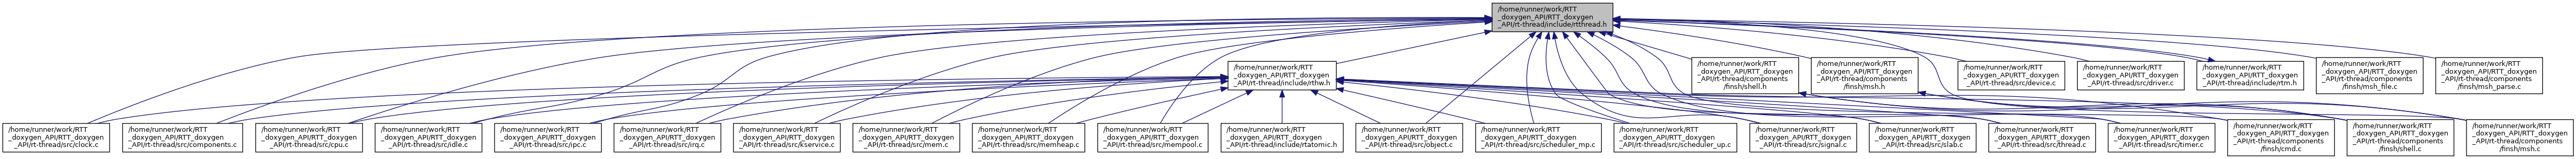 /home/runner/work/RTT
_doxygen_API/RTT_doxygen
_API/rt-thread/include/rtthread.h
/home/runner/work/RTT
_doxygen_API/RTT_doxygen
_API/rt-thread/include/rthw.h
/home/runner/work/RTT
_doxygen_API/RTT_doxygen
_API/rt-thread/components
/finsh/shell.h
/home/runner/work/RTT
_doxygen_API/RTT_doxygen
_API/rt-thread/components
/finsh/msh.h
/home/runner/work/RTT
_doxygen_API/RTT_doxygen
_API/rt-thread/src/device.c
/home/runner/work/RTT
_doxygen_API/RTT_doxygen
_API/rt-thread/src/driver.c
/home/runner/work/RTT
_doxygen_API/RTT_doxygen
_API/rt-thread/include/rtm.h
/home/runner/work/RTT
_doxygen_API/RTT_doxygen
_API/rt-thread/components
/finsh/msh_file.c
/home/runner/work/RTT
_doxygen_API/RTT_doxygen
_API/rt-thread/components
/finsh/msh_parse.c
/home/runner/work/RTT
_doxygen_API/RTT_doxygen
_API/rt-thread/src/clock.c
/home/runner/work/RTT
_doxygen_API/RTT_doxygen
_API/rt-thread/src/components.c
/home/runner/work/RTT
_doxygen_API/RTT_doxygen
_API/rt-thread/src/cpu.c
/home/runner/work/RTT
_doxygen_API/RTT_doxygen
_API/rt-thread/src/idle.c
/home/runner/work/RTT
_doxygen_API/RTT_doxygen
_API/rt-thread/src/ipc.c
/home/runner/work/RTT
_doxygen_API/RTT_doxygen
_API/rt-thread/src/irq.c
/home/runner/work/RTT
_doxygen_API/RTT_doxygen
_API/rt-thread/src/kservice.c
/home/runner/work/RTT
_doxygen_API/RTT_doxygen
_API/rt-thread/src/mem.c
/home/runner/work/RTT
_doxygen_API/RTT_doxygen
_API/rt-thread/src/memheap.c
/home/runner/work/RTT
_doxygen_API/RTT_doxygen
_API/rt-thread/src/mempool.c
/home/runner/work/RTT
_doxygen_API/RTT_doxygen
_API/rt-thread/include/rtatomic.h
/home/runner/work/RTT
_doxygen_API/RTT_doxygen
_API/rt-thread/src/object.c
/home/runner/work/RTT
_doxygen_API/RTT_doxygen
_API/rt-thread/src/scheduler_mp.c
/home/runner/work/RTT
_doxygen_API/RTT_doxygen
_API/rt-thread/src/scheduler_up.c
/home/runner/work/RTT
_doxygen_API/RTT_doxygen
_API/rt-thread/src/signal.c
/home/runner/work/RTT
_doxygen_API/RTT_doxygen
_API/rt-thread/src/slab.c
/home/runner/work/RTT
_doxygen_API/RTT_doxygen
_API/rt-thread/src/thread.c
/home/runner/work/RTT
_doxygen_API/RTT_doxygen
_API/rt-thread/src/timer.c
/home/runner/work/RTT
_doxygen_API/RTT_doxygen
_API/rt-thread/components
/finsh/cmd.c
/home/runner/work/RTT
_doxygen_API/RTT_doxygen
_API/rt-thread/components
/finsh/shell.c
/home/runner/work/RTT
_doxygen_API/RTT_doxygen
_API/rt-thread/components
/finsh/msh.c